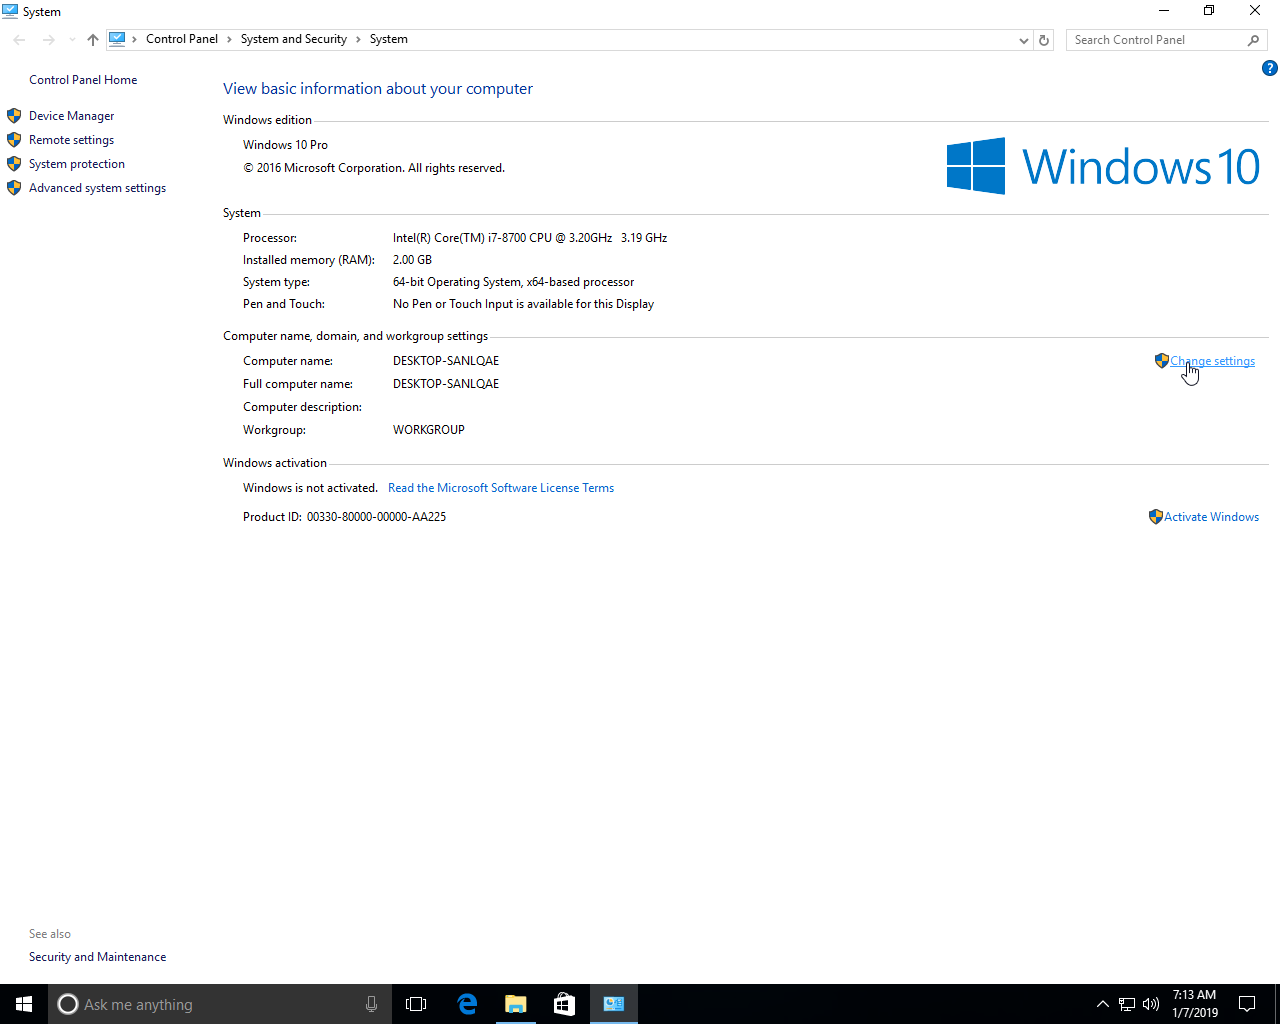 System
Control Panel > System and Security > System
Search Control Panel
?
Control Panel Home
Device Manager
Remote settings
System protection
Advanced system settings
View basic information about your computer
Windows edition
Windows 10 Pro
© 2016 Microsoft Corporation. All rights reserved.
Windows 10
System
Processor: Intel(R) Core(TM) i7-8700 CPU @ 3.20GHz 3.19 GHz
Installed memory (RAM): 2.00 GB
System type: 64-bit Operating System, x64-based processor
Pen and Touch: No Pen or Touch Input is available for this Display
Computer name, domain, and workgroup settings
Computer name: DESKTOP-SANLQAE
Change settings
Full computer name: DESKTOP-SANLQAE
Computer description:
Workgroup: WORKGROUP
Windows activation
Windows is not activated. Read the Microsoft Software License Terms
Product ID: 00330-80000-00000-AA225
Activate Windows
See also
Security and Maintenance
Ask me anything
7:13 AM
1/7/2019